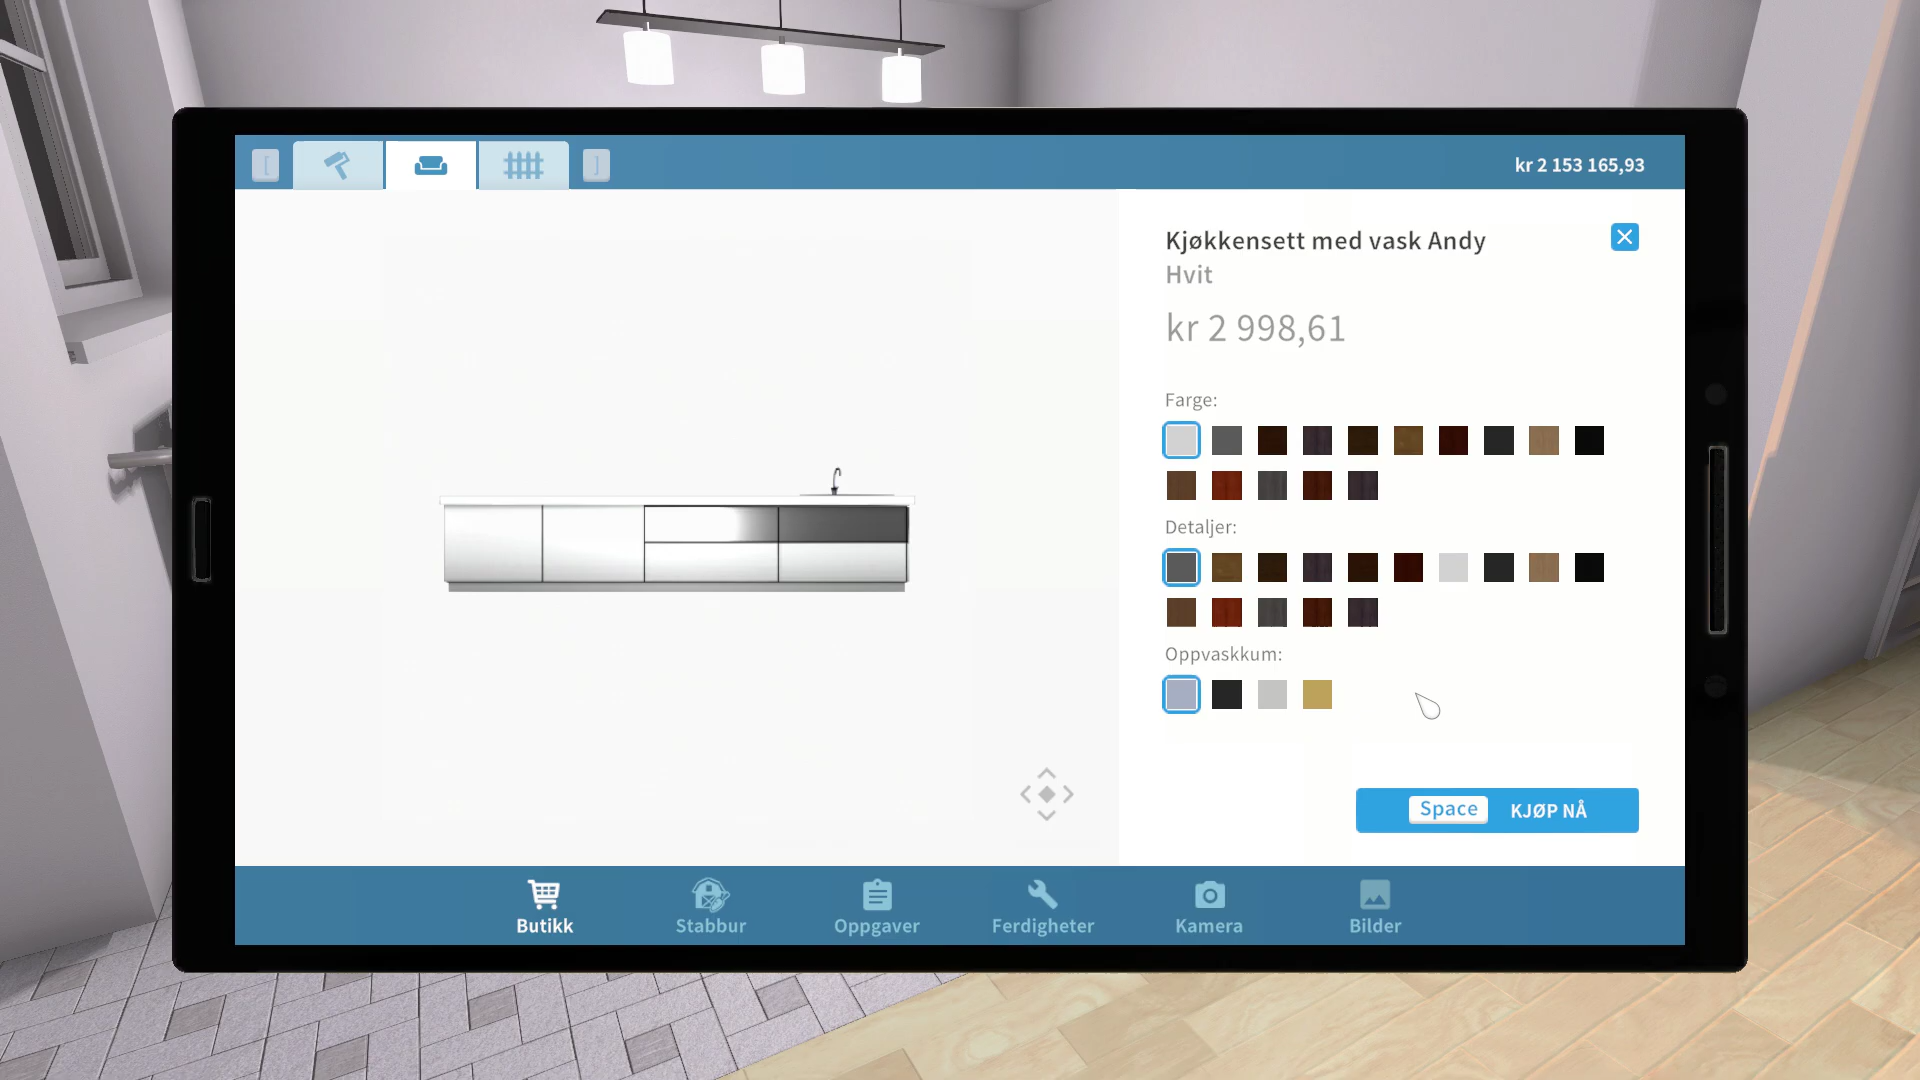 [
]
kr 2 153 165,93
Kjøkkensett med vask Andy
Hvit
kr 2 998,61
Farge:
Detaljer:
Oppvaskkum:
Space KJØP NÅ
Butikk
Stabbur
Oppgaver
Ferdigheter
Kamera
Bilder